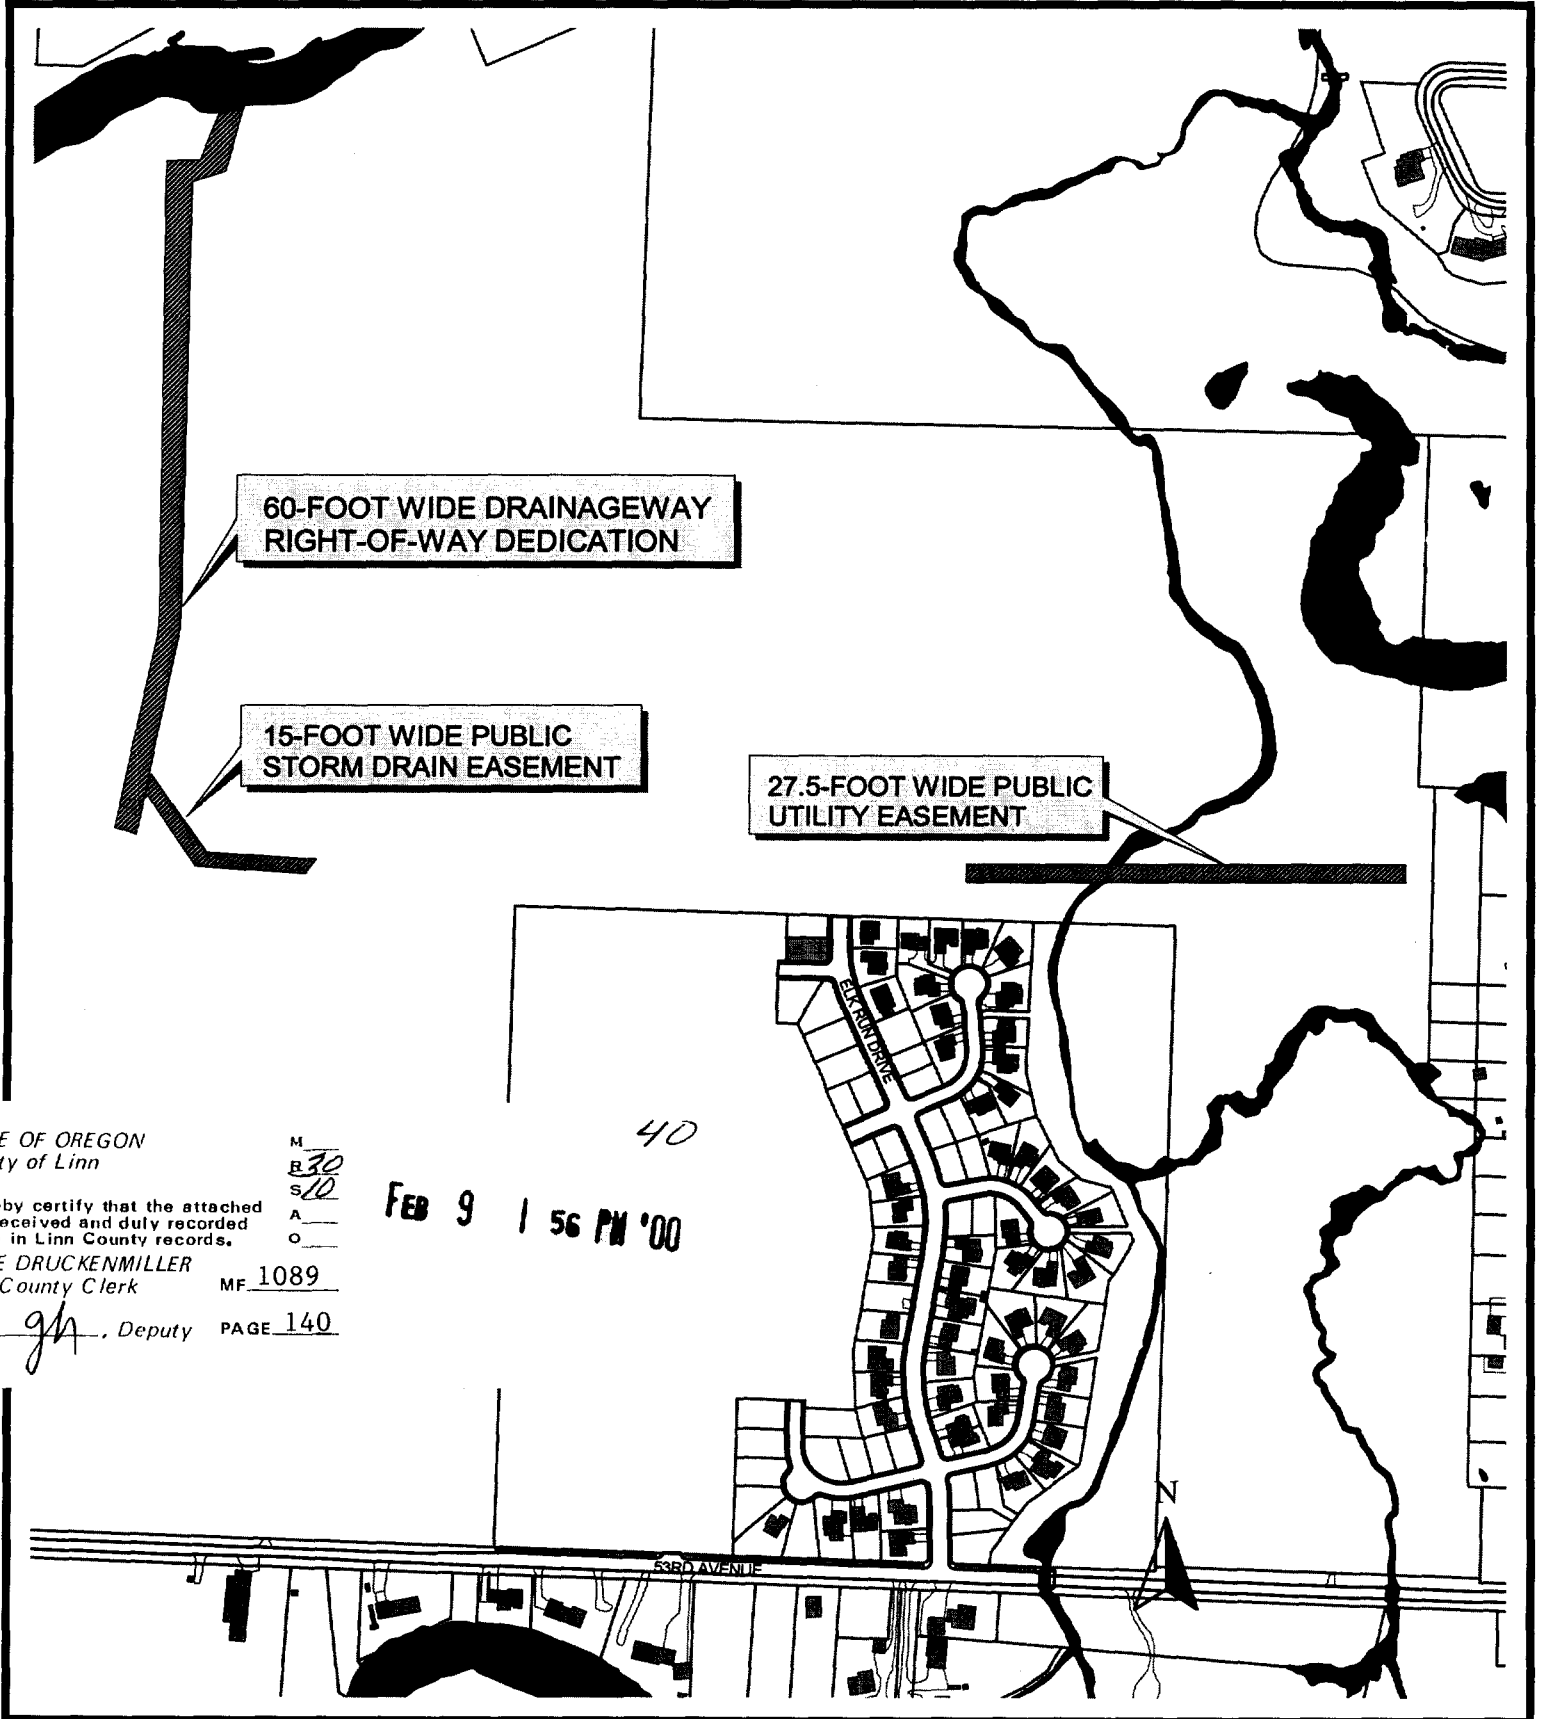 60-FOOT WIDE DRAINAGEWAY
RIGHT-OF-WAY DEDICATION
15-FOOT WIDE PUBLIC
STORM DRAIN EASEMENT
27.5-FOOT WIDE PUBLIC
UTILITY EASEMENT
ELK RUN DRIVE
40
E OF OREGON
ty of Linn
by certify that the attached
eceived and duly recorded
in Linn County records.
E DRUCKENMILLER
County Clerk
gh, Deputy
M
R 30
S 10
A
O
MF 1089
PAGE 140
FEB 9 1 56 PM '00
N
53RD AVENUE